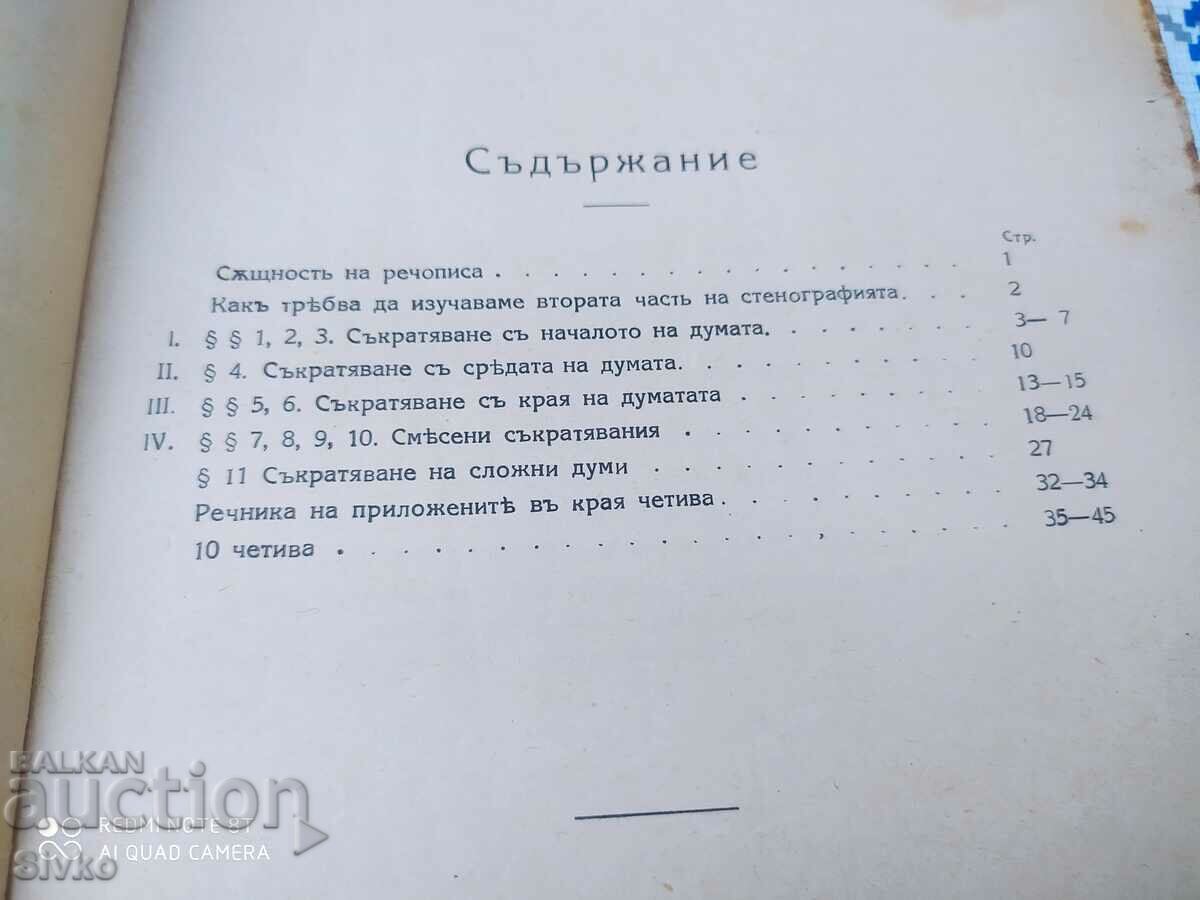 Съдържание
Стр.
Сѫщность на речописа . . . . . . . . . . . . . . . . 1
Какъ трѣбва да изучаваме втората часть на стенографията. . . 2
I. § § 1, 2, 3. Съкратяване съ началото на думата. . . . . . . . 3— 7
II. § 4. Съкратяване съ срѣдата на думата. . . . . . . . . . . 10
III. § § 5, 6. Съкратяване съ края на думатата . . . . . . . . . 13—15
IV. § § 7, 8, 9, 10. Смѣсени съкратявания . . . . . . . . . . . 18—24
§ 11 Съкратяване на сложни думи . . . . . . . . . . . . 27
Речника на приложенитѣ въ края четива . . . . . . . . . . 32—34
10 четива . . . . . . . . . . . . . . . . . . . . 35—45
BALKAN
auction
REDMI NOTE 8T
AI QUAD CAMERA
Sivko